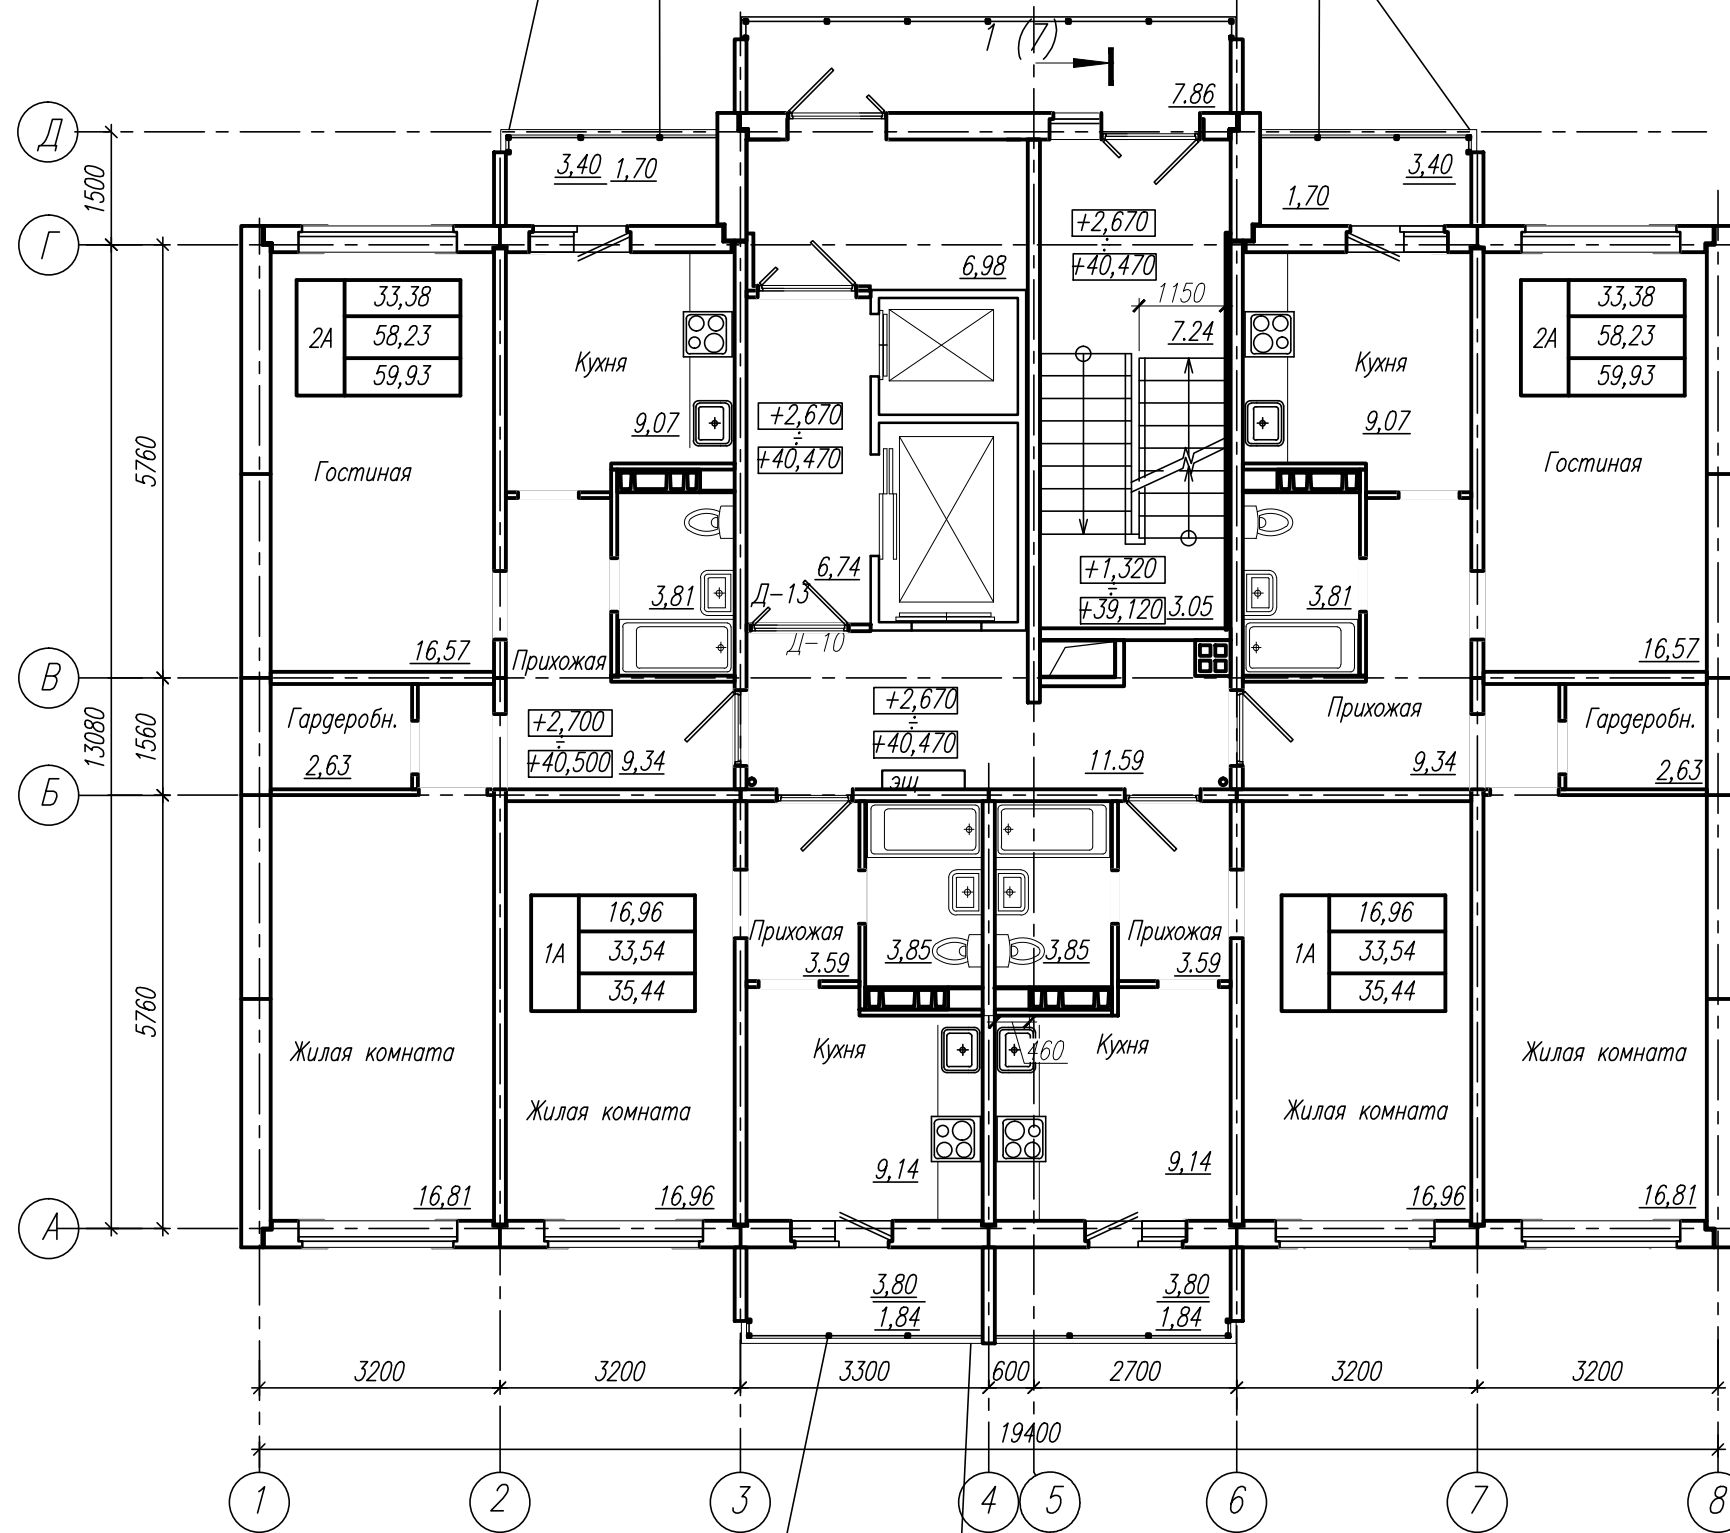 1 (7)
7.86
Д
3,40 1,70
1,70 3,40
1500
Г
+2,670
÷
+40,470
6,98
1150
7.24
2А
33,38
58,23
59,93
2А
33,38
58,23
59,93
Кухня
9,07
Кухня
9,07
+2,670
÷
+40,470
Гостиная
Гостиная
5760
6,74
Д-13
Д-10
+1,320
÷
+39,120
3.05
3,81
3,81
16,57
Прихожая
16,57
В
Гардеробн.
2,63
+2,700
÷
+40,500
9,34
+2,670
÷
+40,470
11.59
Прихожая
9,34
Гардеробн.
2,63
13080
1560
Б
ЭЩ
1А
16,96
33,54
35,44
1А
16,96
33,54
35,44
Прихожая
3.59
3,85
3,85
Прихожая
3.59
5760
Жилая комната
Кухня
460
Кухня
Жилая комната
Жилая комната
Жилая комната
9,14
9,14
16,81
16,96
16,96
16,81
А
3,80
1,84
3,80
1,84
3200 3200 3300 600 2700 3200 3200
19400
1 2 3 4 5 6 7 8